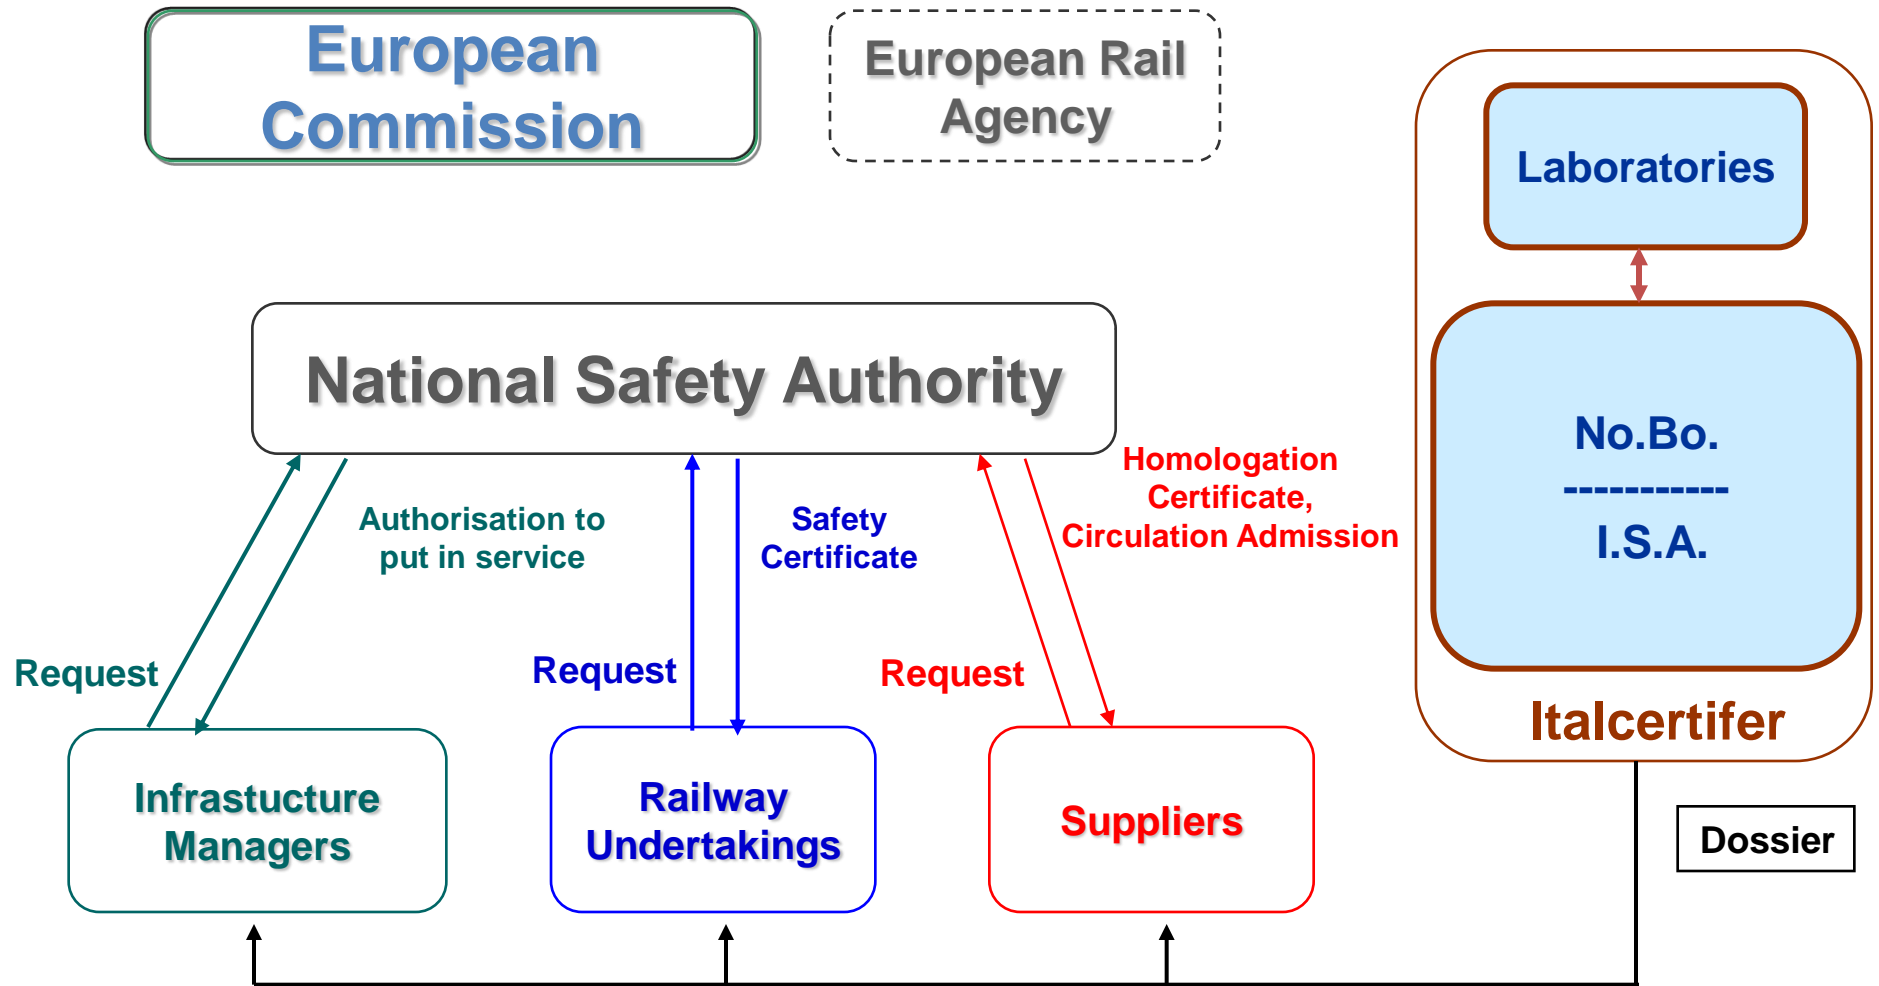 European
Commission
European Rail
Agency
Laboratories
National Safety Authority
No.Bo.
-----------
I.S.A.
Homologation
Certificate,
Circulation Admission
Authorisation to
put in service
Safety
Certificate
Request
Request
Request
Italcertifer
Infrastucture
Managers
Railway
Undertakings
Suppliers
Dossier